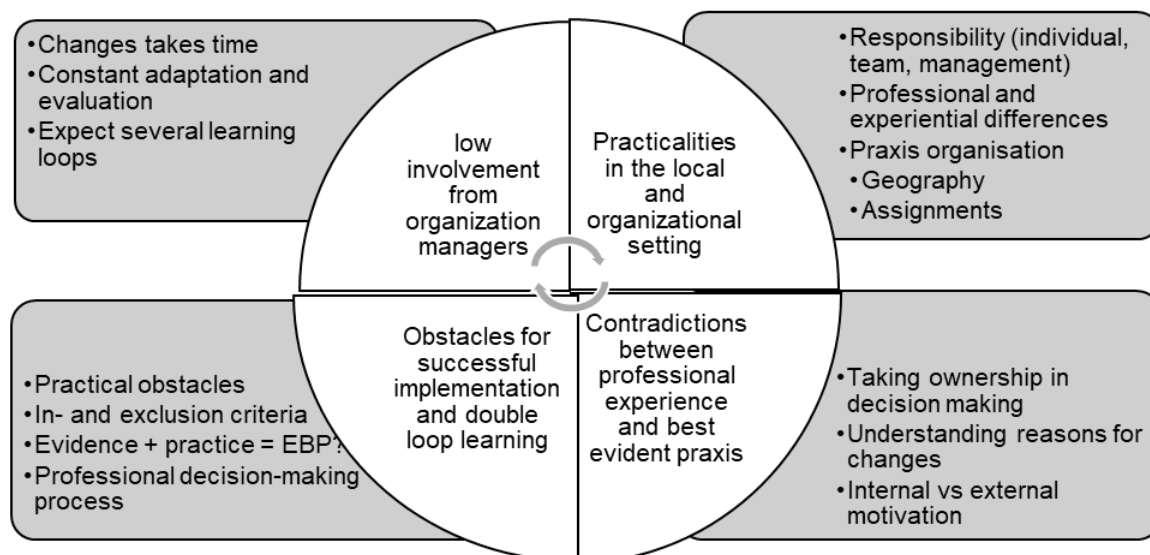 •Changes takes time
•Constant adaptation and
evaluation
•Expect several learning
loops
low
involvement
from
organization
managers
Practicalities
in the local
and
organizational
setting
•Responsibility (individual,
team, management)
•Professional and
experiential differences
•Praxis organisation
•Geography
•Assignments
•Practical obstacles
•In- and exclusion criteria
•Evidence + practice = EBP?
•Professional decision-making
process
Obstacles for
successful
implementation
and double
loop learning
Contradictions
between
professional
experience
and best
evident praxis
•Taking ownership in
decision making
•Understanding reasons for
changes
•Internal vs external
motivation